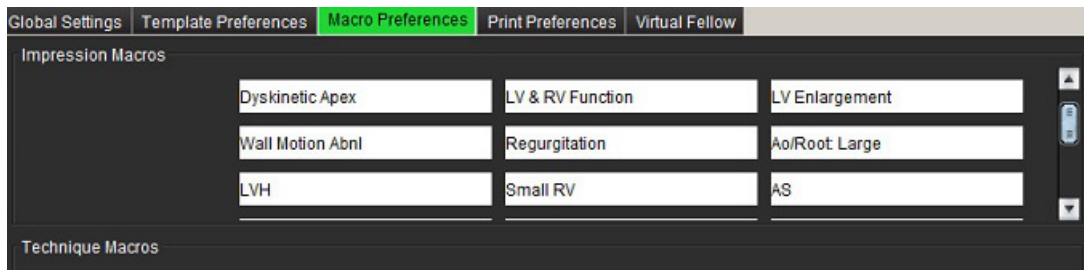 Global Settings Template Preferences Macro Preferences Print Preferences Virtual Fellow
Impression Macros
Dyskinetic Apex LV & RV Function LV Enlargement
Wall Motion Abnl Regurgitation Ao/Root: Large
LVH Small RV AS
Technique Macros